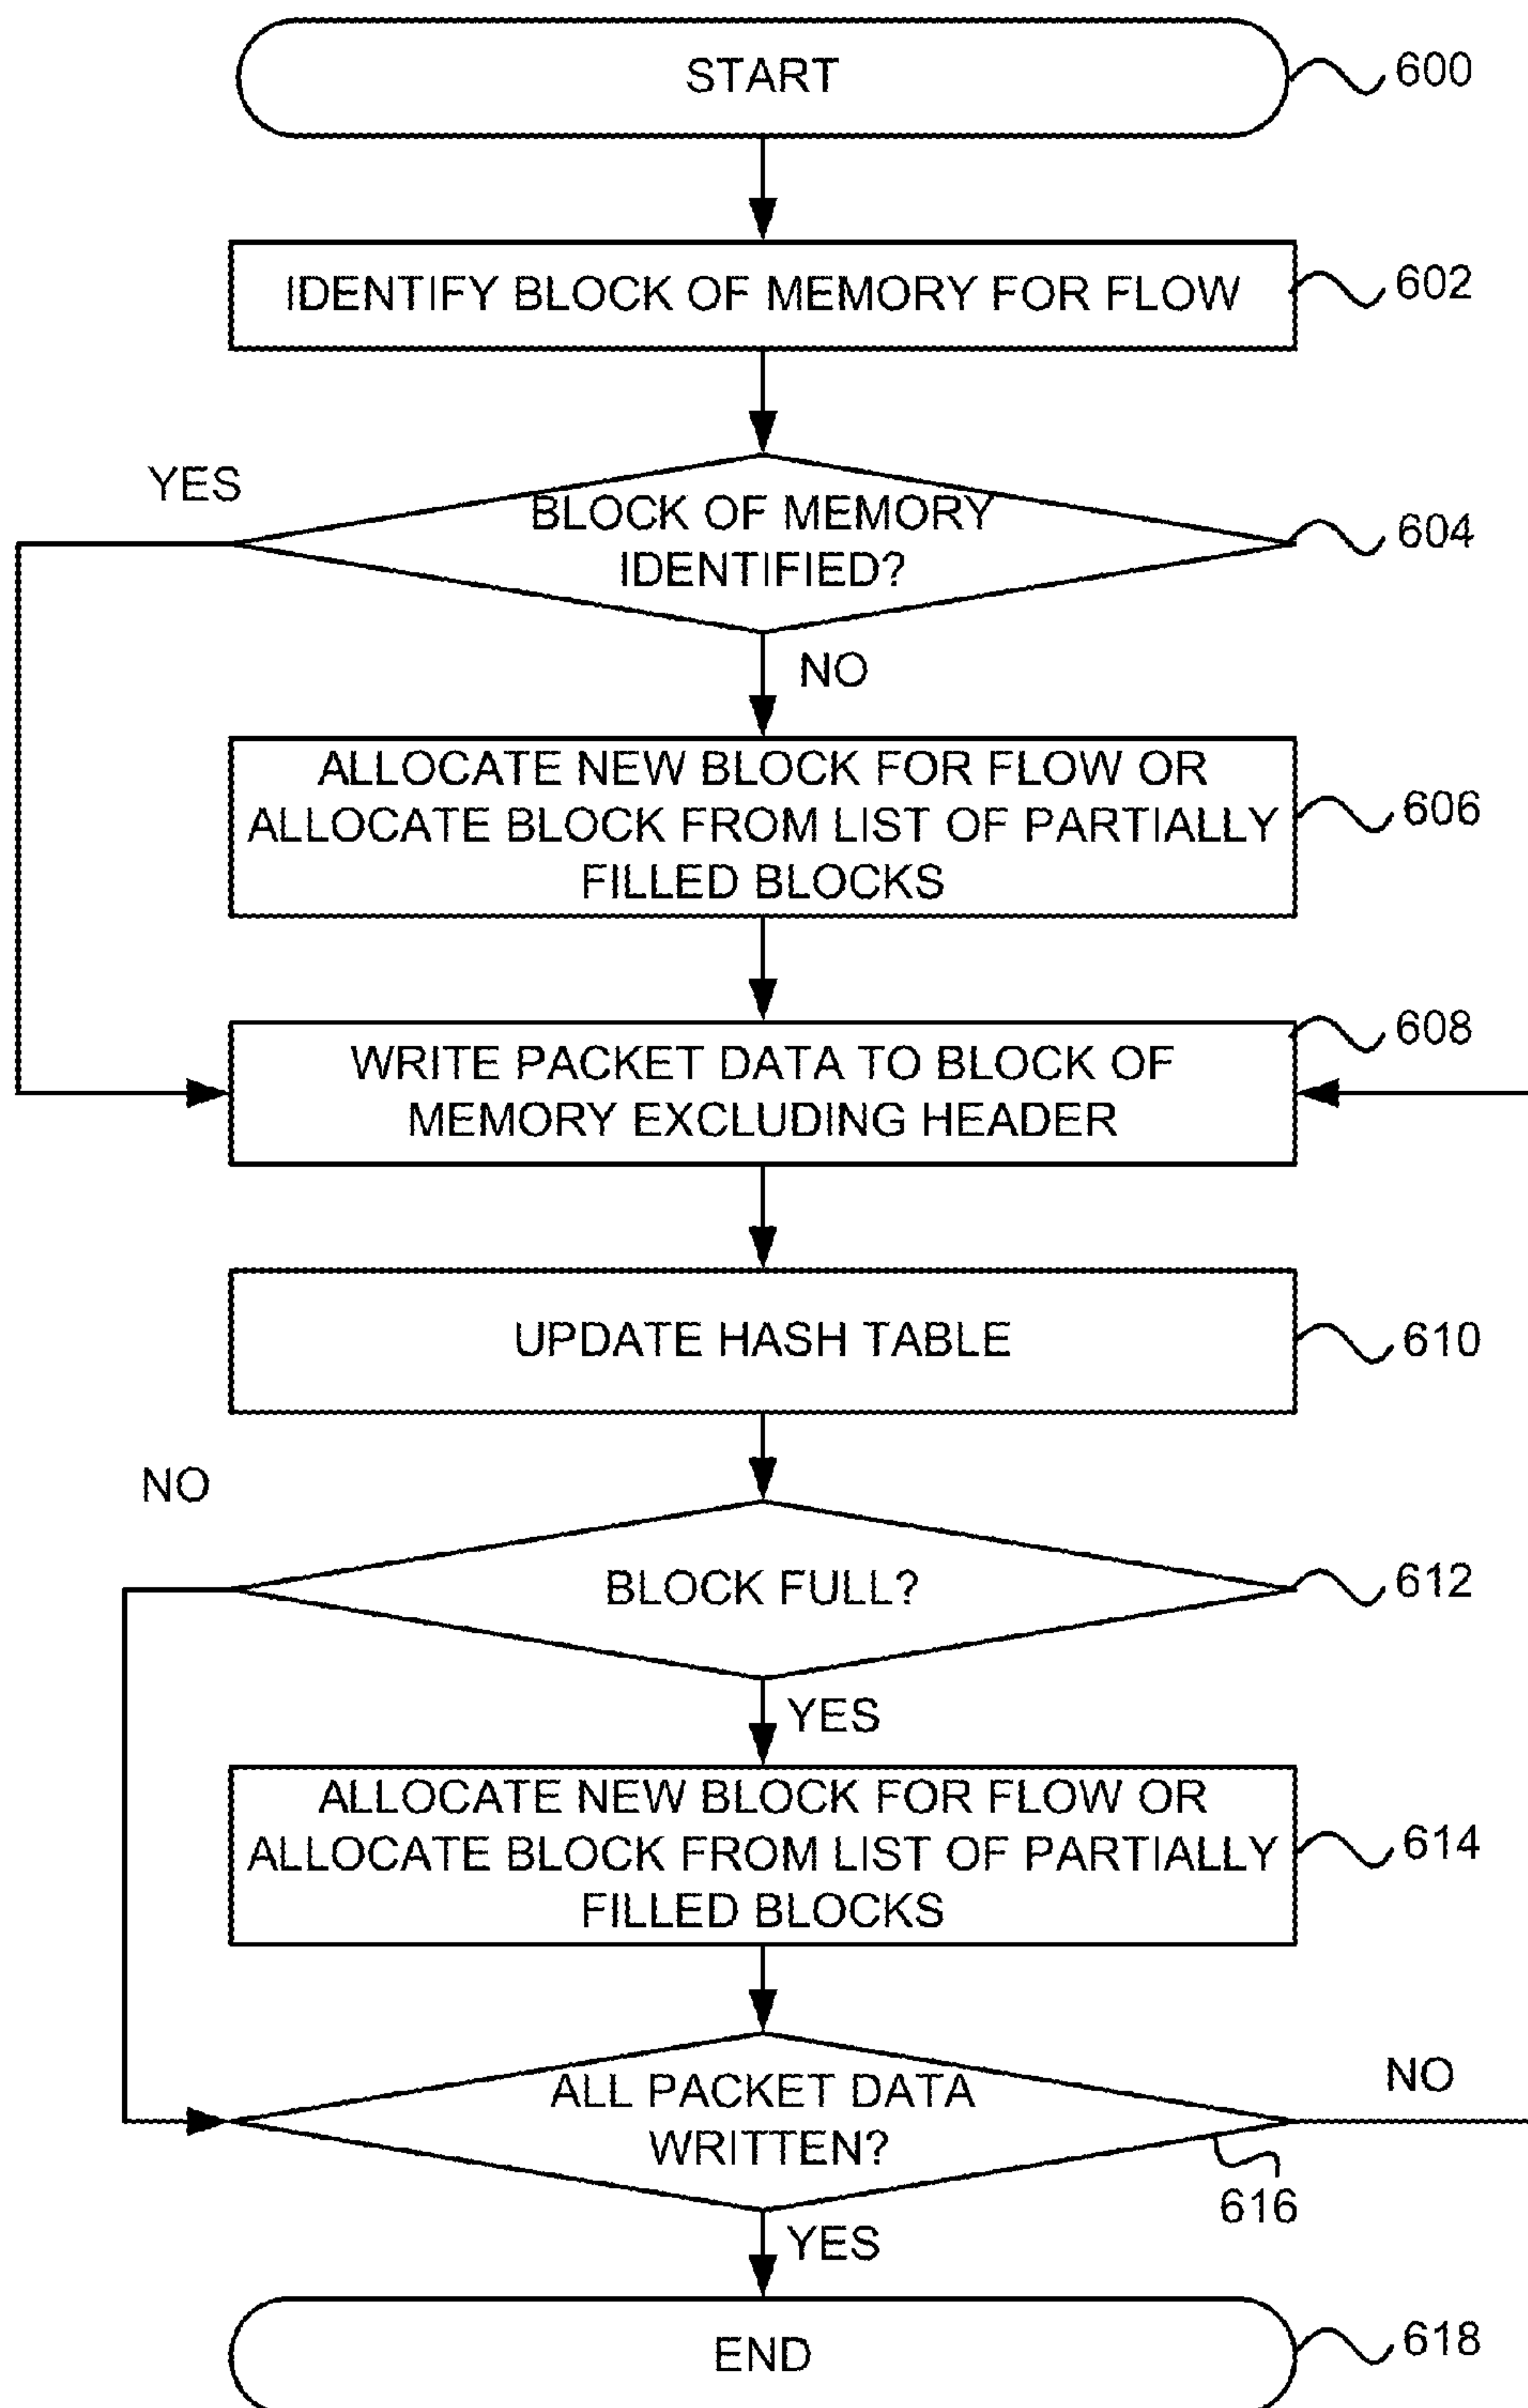 START
600
IDENTIFY BLOCK OF MEMORY FOR FLOW
602
YES
BLOCK OF MEMORY
IDENTIFIED?
604
NO
ALLOCATE NEW BLOCK FOR FLOW OR
ALLOCATE BLOCK FROM LIST OF PARTIALLY
FILLED BLOCKS
606
608
WRITE PACKET DATA TO BLOCK OF
MEMORY EXCLUDING HEADER
UPDATE HASH TABLE
610
NO
BLOCK FULL?
612
YES
ALLOCATE NEW BLOCK FOR FLOW OR
ALLOCATE BLOCK FROM LIST OF PARTIALLY
FILLED BLOCKS
614
ALL PACKET DATA
WRITTEN?
NO
616
YES
END
618